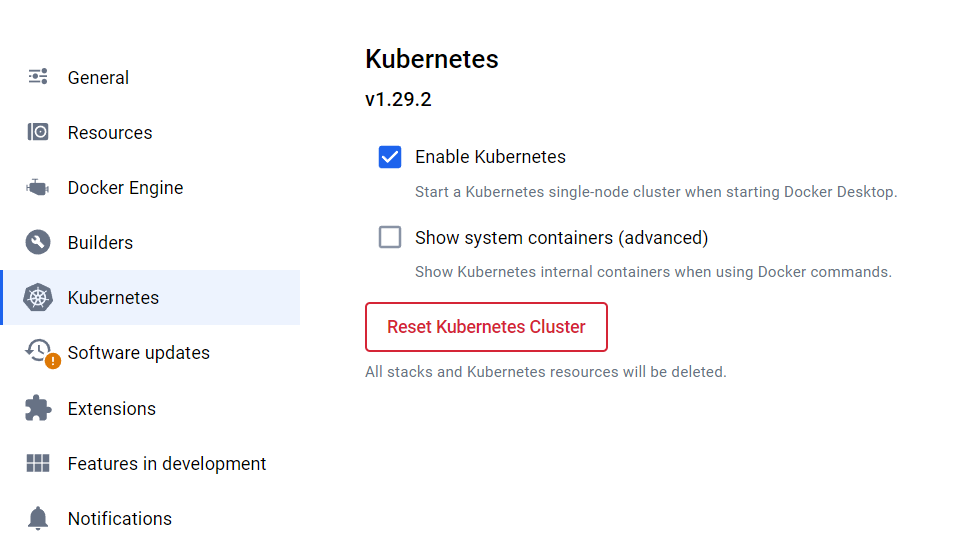 General
Resources
Docker Engine
Builders
Kubernetes
Software updates
Extensions
Features in development
Notifications
Kubernetes
v1.29.2
Enable Kubernetes
Start a Kubernetes single-node cluster when starting Docker Desktop.
Show system containers (advanced)
Show Kubernetes internal containers when using Docker commands.
Reset Kubernetes Cluster
All stacks and Kubernetes resources will be deleted.